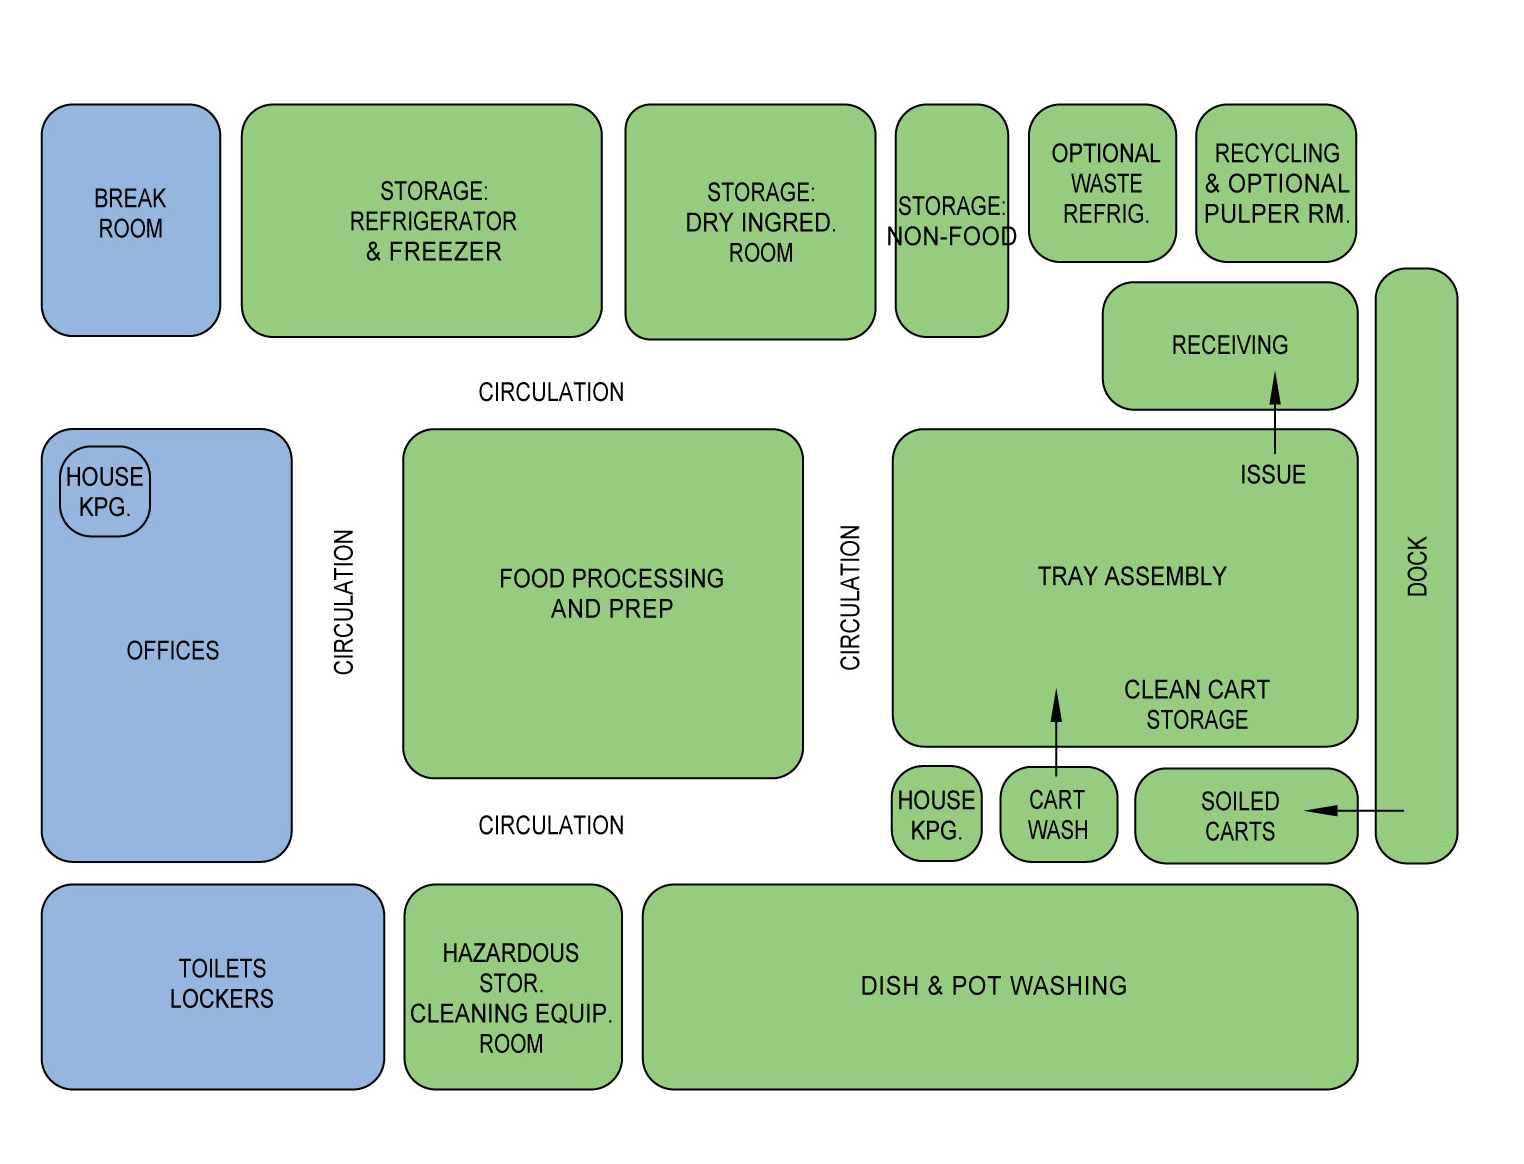 BREAK
ROOM
STORAGE:
REFRIGERATOR
& FREEZER
STORAGE:
DRY INGRED.
ROOM
STORAGE:
NON-FOOD
OPTIONAL
WASTE
REFRIG.
RECYCLING
& OPTIONAL
PULPER RM.
RECEIVING
CIRCULATION
HOUSE
KPG.
OFFICES
CIRCULATION
FOOD PROCESSING
AND PREP
CIRCULATION
ISSUE
TRAY ASSEMBLY
CLEAN CART
STORAGE
DOCK
CIRCULATION
HOUSE
KPG.
CART
WASH
SOILED
CARTS
TOILETS
LOCKERS
HAZARDOUS
STOR.
CLEANING EQUIP.
ROOM
DISH & POT WASHING